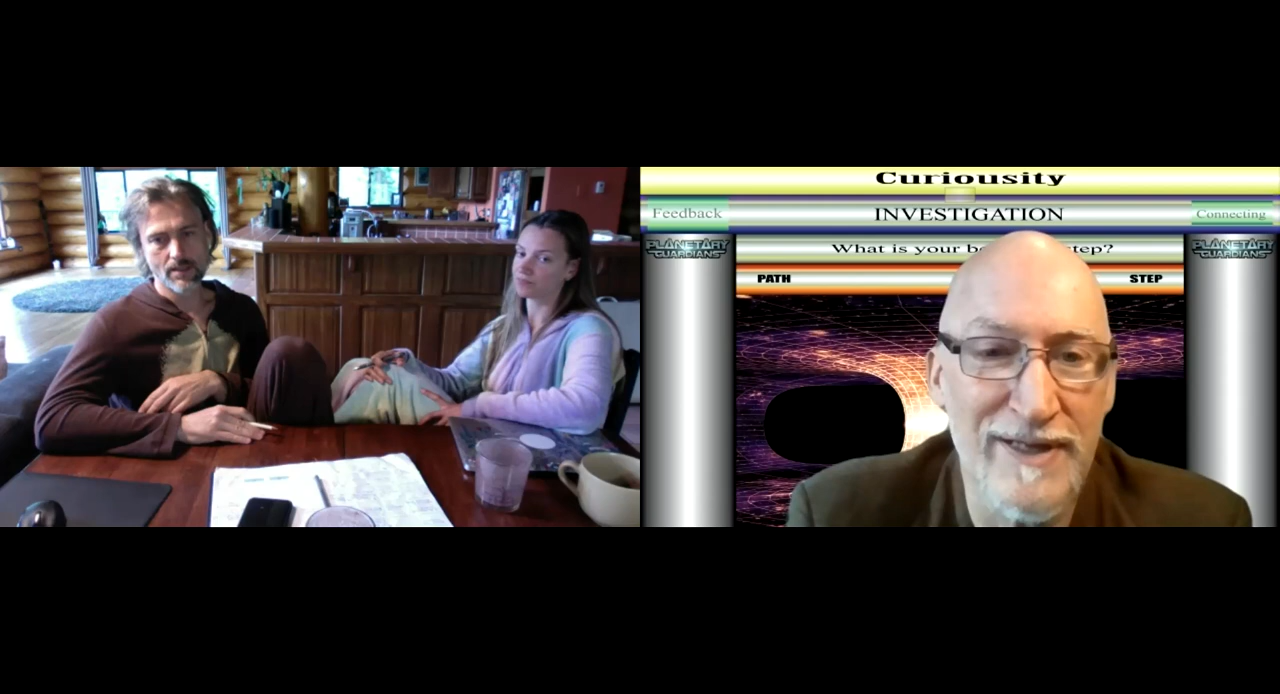 Curiousity
Feedback
INVESTIGATION
Connecting
PLANETARY
GUARDIANS
What is your step?
PLANETARY
GUARDIANS
PATH
STEP